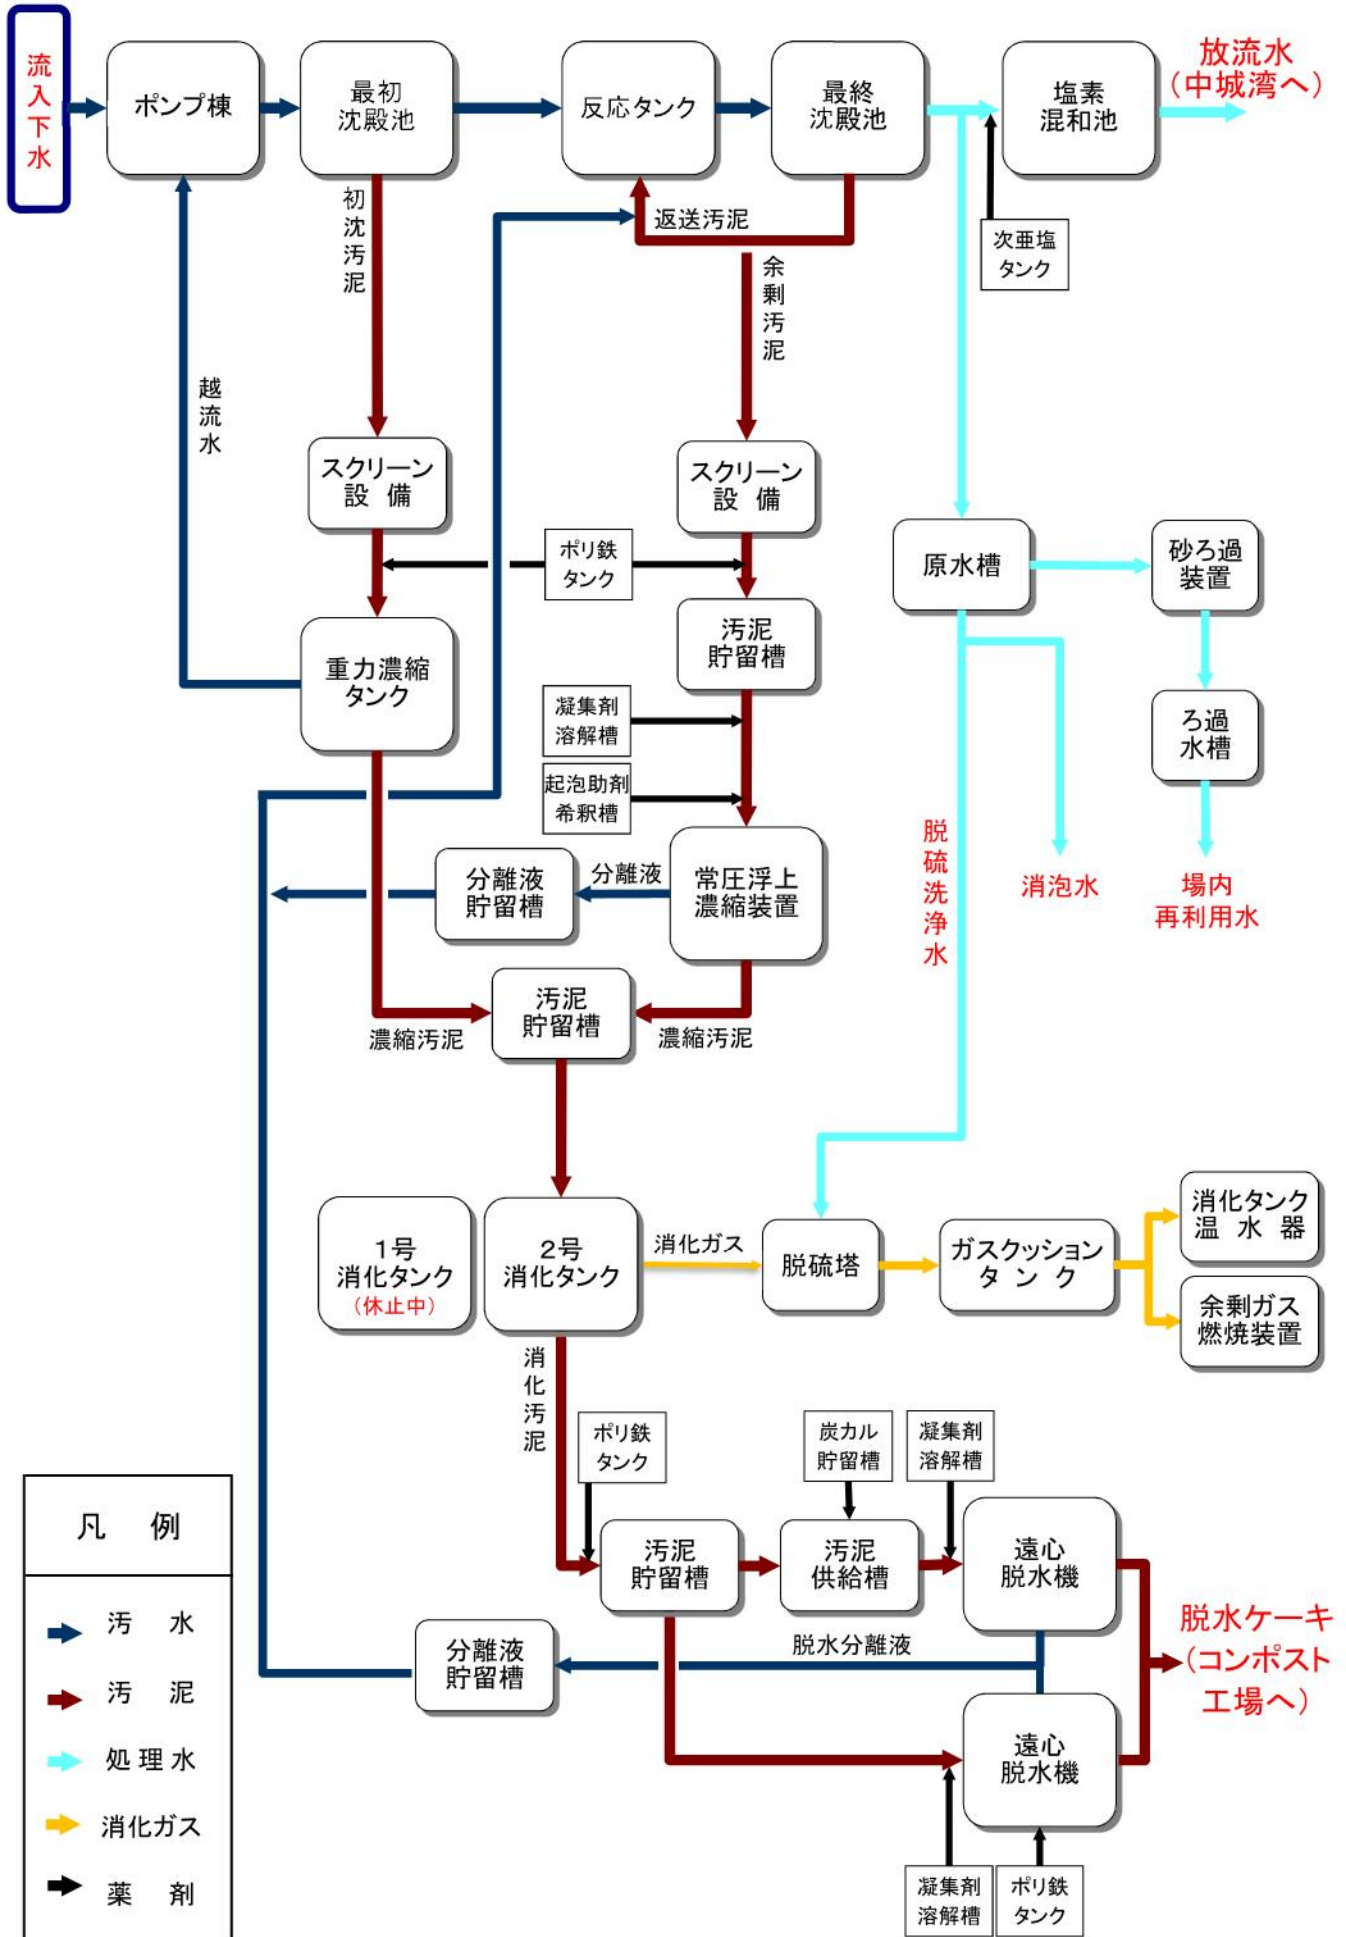 流入下水
ポンプ棟
最初
沈殿池
反応タンク
最終
沈殿池
塩素
混和池
放流水
（中城湾へ）
初沈汚泥
返送汚泥
次亜塩
タンク
余剰汚泥
越流水
スクリーン
設 備
スクリーン
設 備
ポリ鉄
タンク
原水槽
砂ろ過
装置
汚泥
貯留槽
重力濃縮
タンク
凝集剤
溶解槽
ろ過
水槽
起泡助剤
希釈槽
脱硫洗浄水
分離液
貯留槽
分離液
常圧浮上
濃縮装置
消泡水
場内
再利用水
汚泥
貯留槽
濃縮汚泥
濃縮汚泥
1号
消化タンク
（休止中）
2号
消化タンク
消化ガス
脱硫塔
ガスクッション
タ ン ク
消化タンク
温 水 器
余剰ガス
燃焼装置
消化汚泥
ポリ鉄
タンク
炭カル
貯留槽
凝集剤
溶解槽
汚泥
貯留槽
汚泥
供給槽
遠心
脱水機
脱水ケーキ
（コンポスト
工場へ）
分離液
貯留槽
脱水分離液
遠心
脱水機
凝集剤
溶解槽
ポリ鉄
タンク
凡 例
汚 水
汚 泥
処 理 水
消化ガス
薬 剤